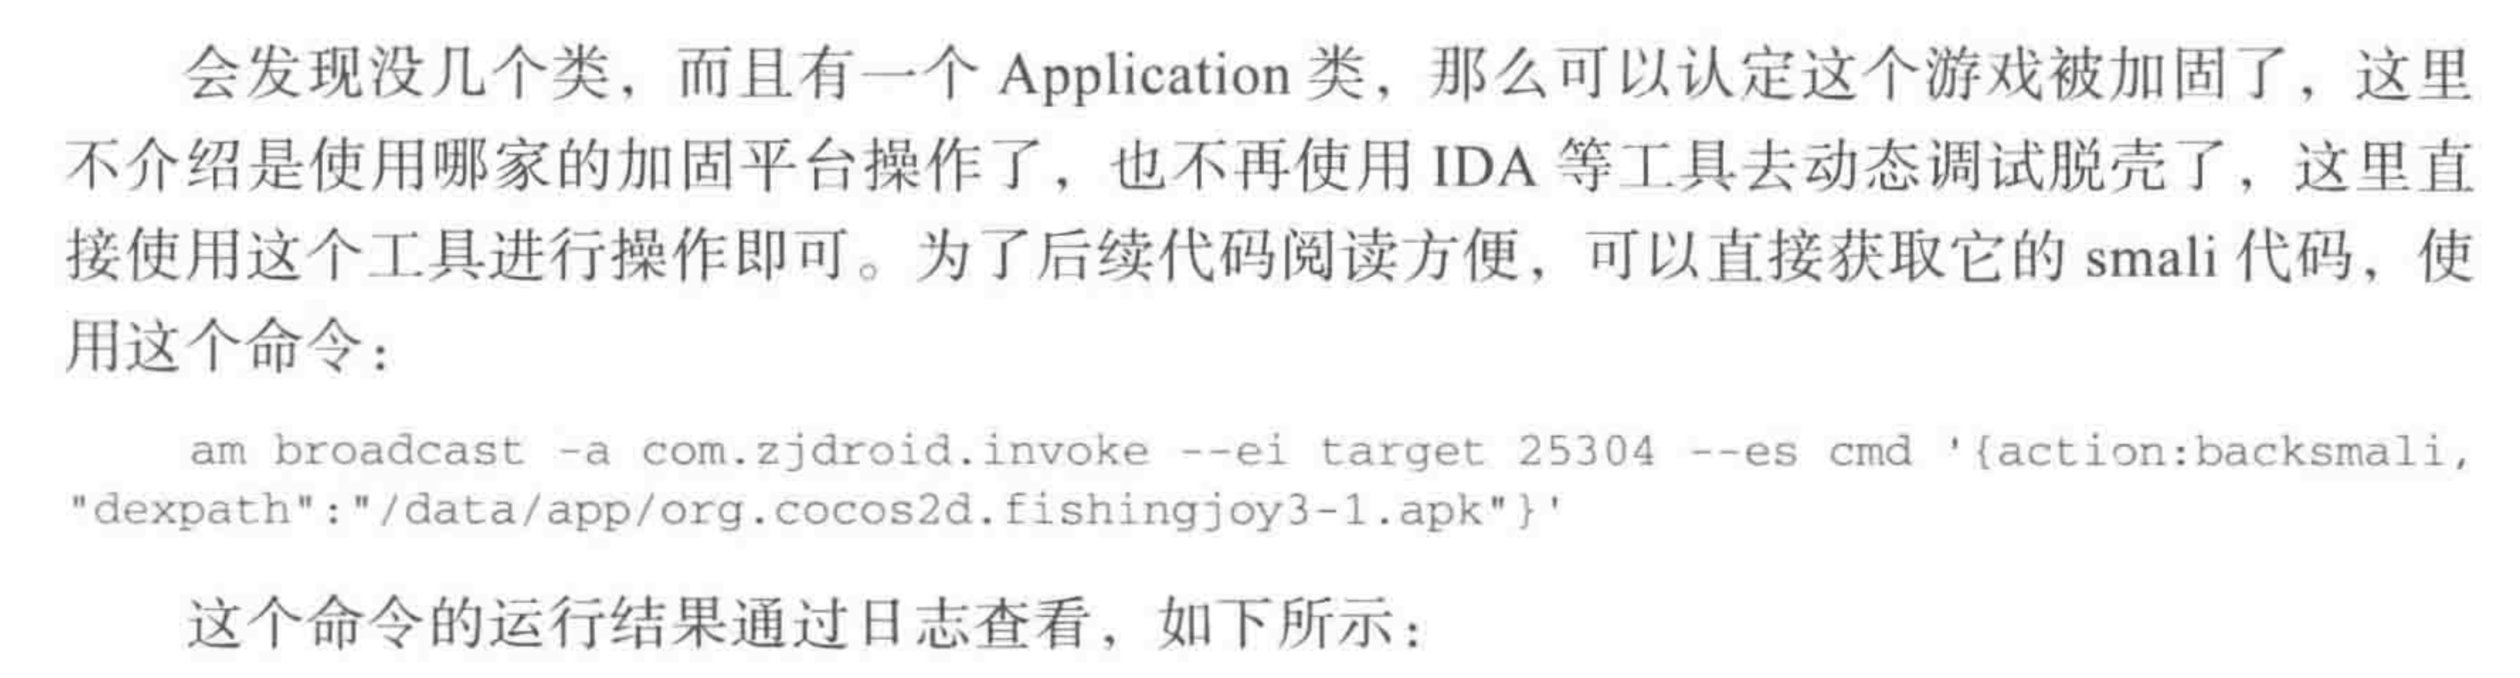 会发现没几个类，而且有一个 Application 类，那么可以认定这个游戏被加固了，这里
不介绍是使用哪家的加固平台操作了，也不再使用 IDA 等工具去动态调试脱壳了，这里直
接使用这个工具进行操作即可。为了后续代码阅读方便，可以直接获取它的 smali 代码，使
用这个命令：
am broadcast -a com.zjdroid.invoke --ei target 25304 --es cmd '{action:backsmali,
"dexpath":"/data/app/org.cocos2d.fishingjoy3-1.apk"}'
这个命令的运行结果通过日志查看，如下所示：